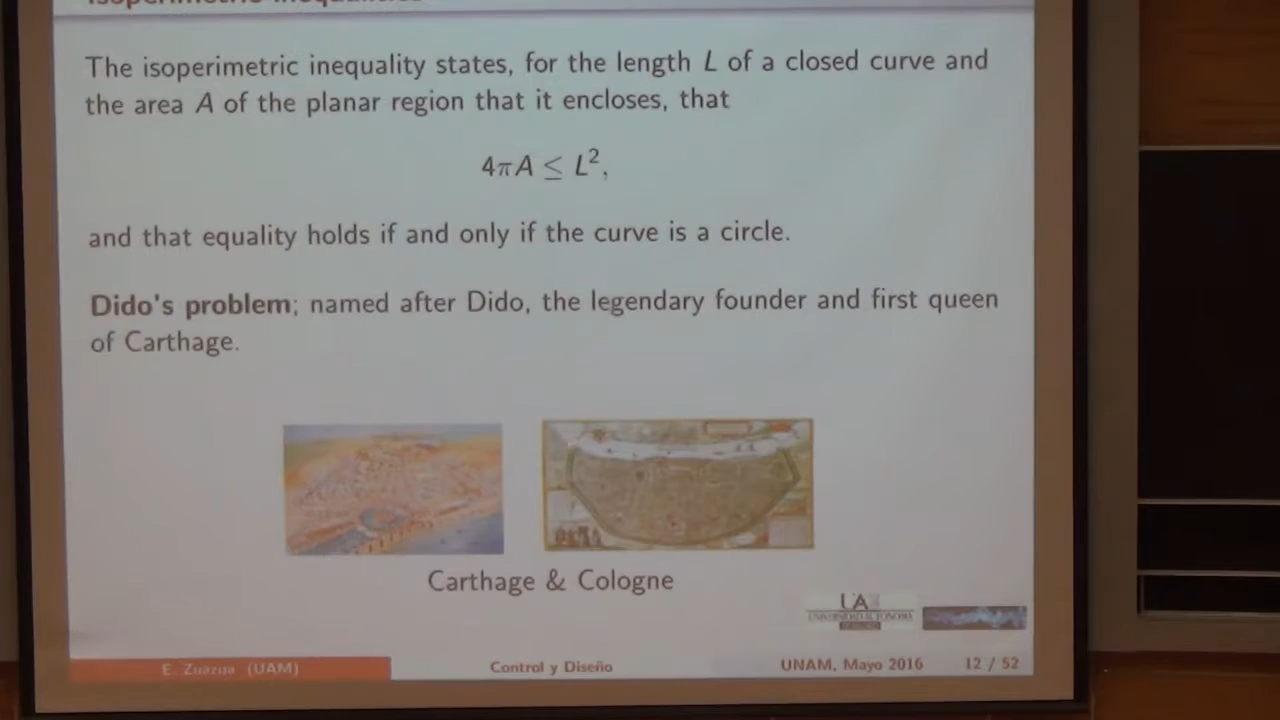 The isoperimetric inequality states, for the length L of a closed curve and
the area A of the planar region that it encloses, that
4πA ≤ L²,
and that equality holds if and only if the curve is a circle.
Dido's problem; named after Dido, the legendary founder and first queen
of Carthage.
Carthage & Cologne
UNIVERSIDAD AUTONOMA
E. Zuazua (UAM)
Control y Diseño
UNAM, Mayo 2016
12 / 52